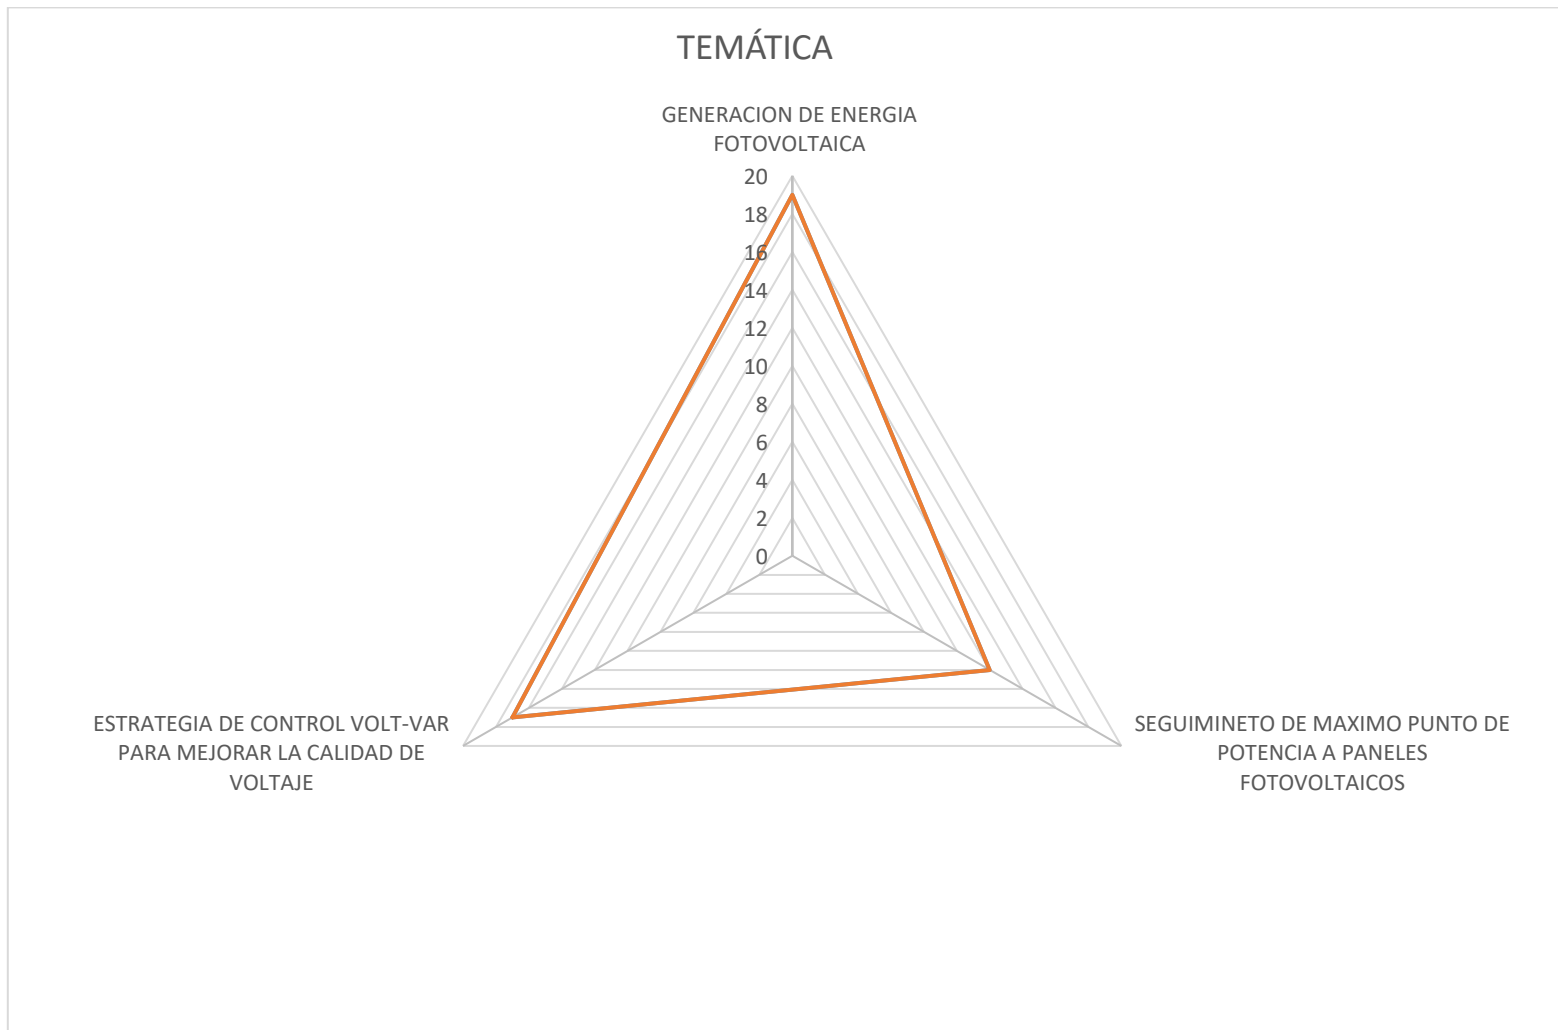 TEMÁTICA
GENERACION DE ENERGIA
FOTOVOLTAICA
20
18
16
14
12
10
8
6
4
2
0
ESTRATEGIA DE CONTROL VOLT-VAR
PARA MEJORAR LA CALIDAD DE
VOLTAJE
SEGUIMINETO DE MAXIMO PUNTO DE
POTENCIA A PANELES
FOTOVOLTAICOS